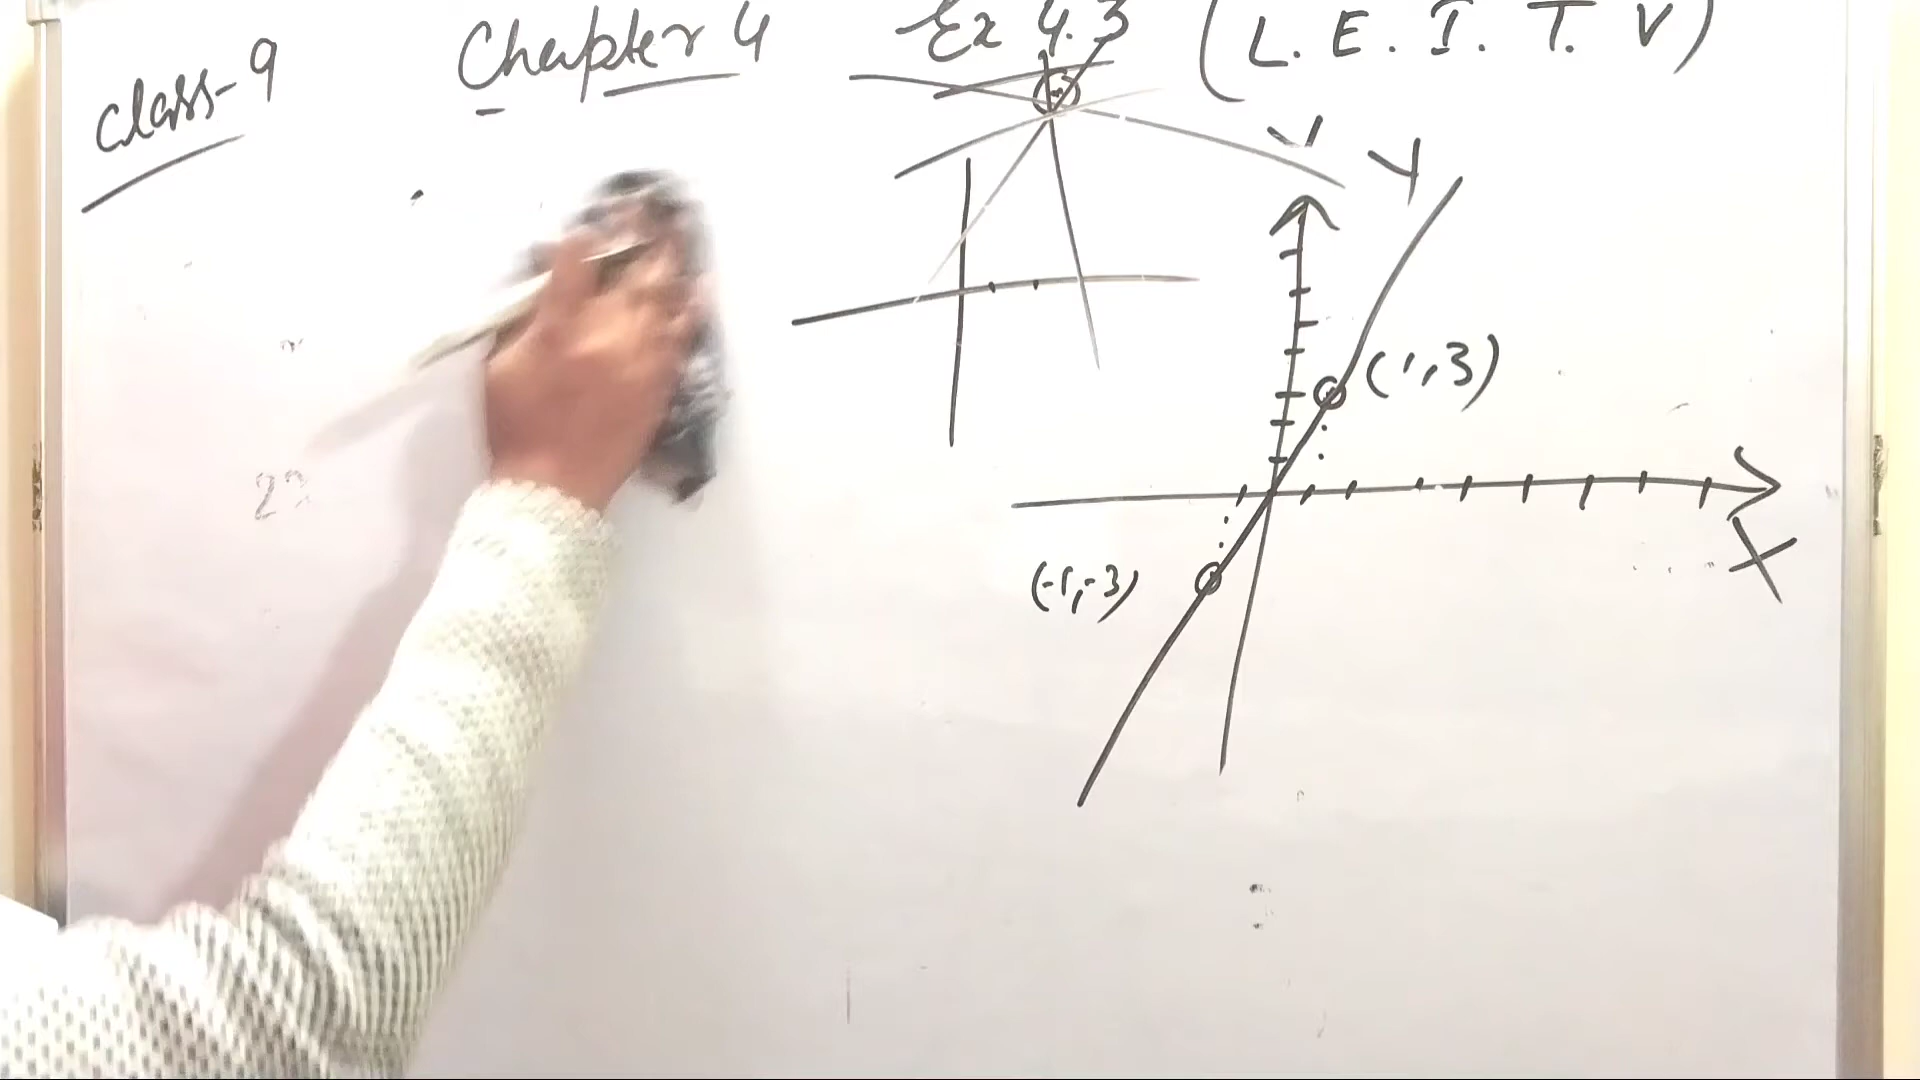 class-9 Chapter 4 Ex 4.3 (L. E. I. T. V)
Y
(1,3)
X
(-1,-3)